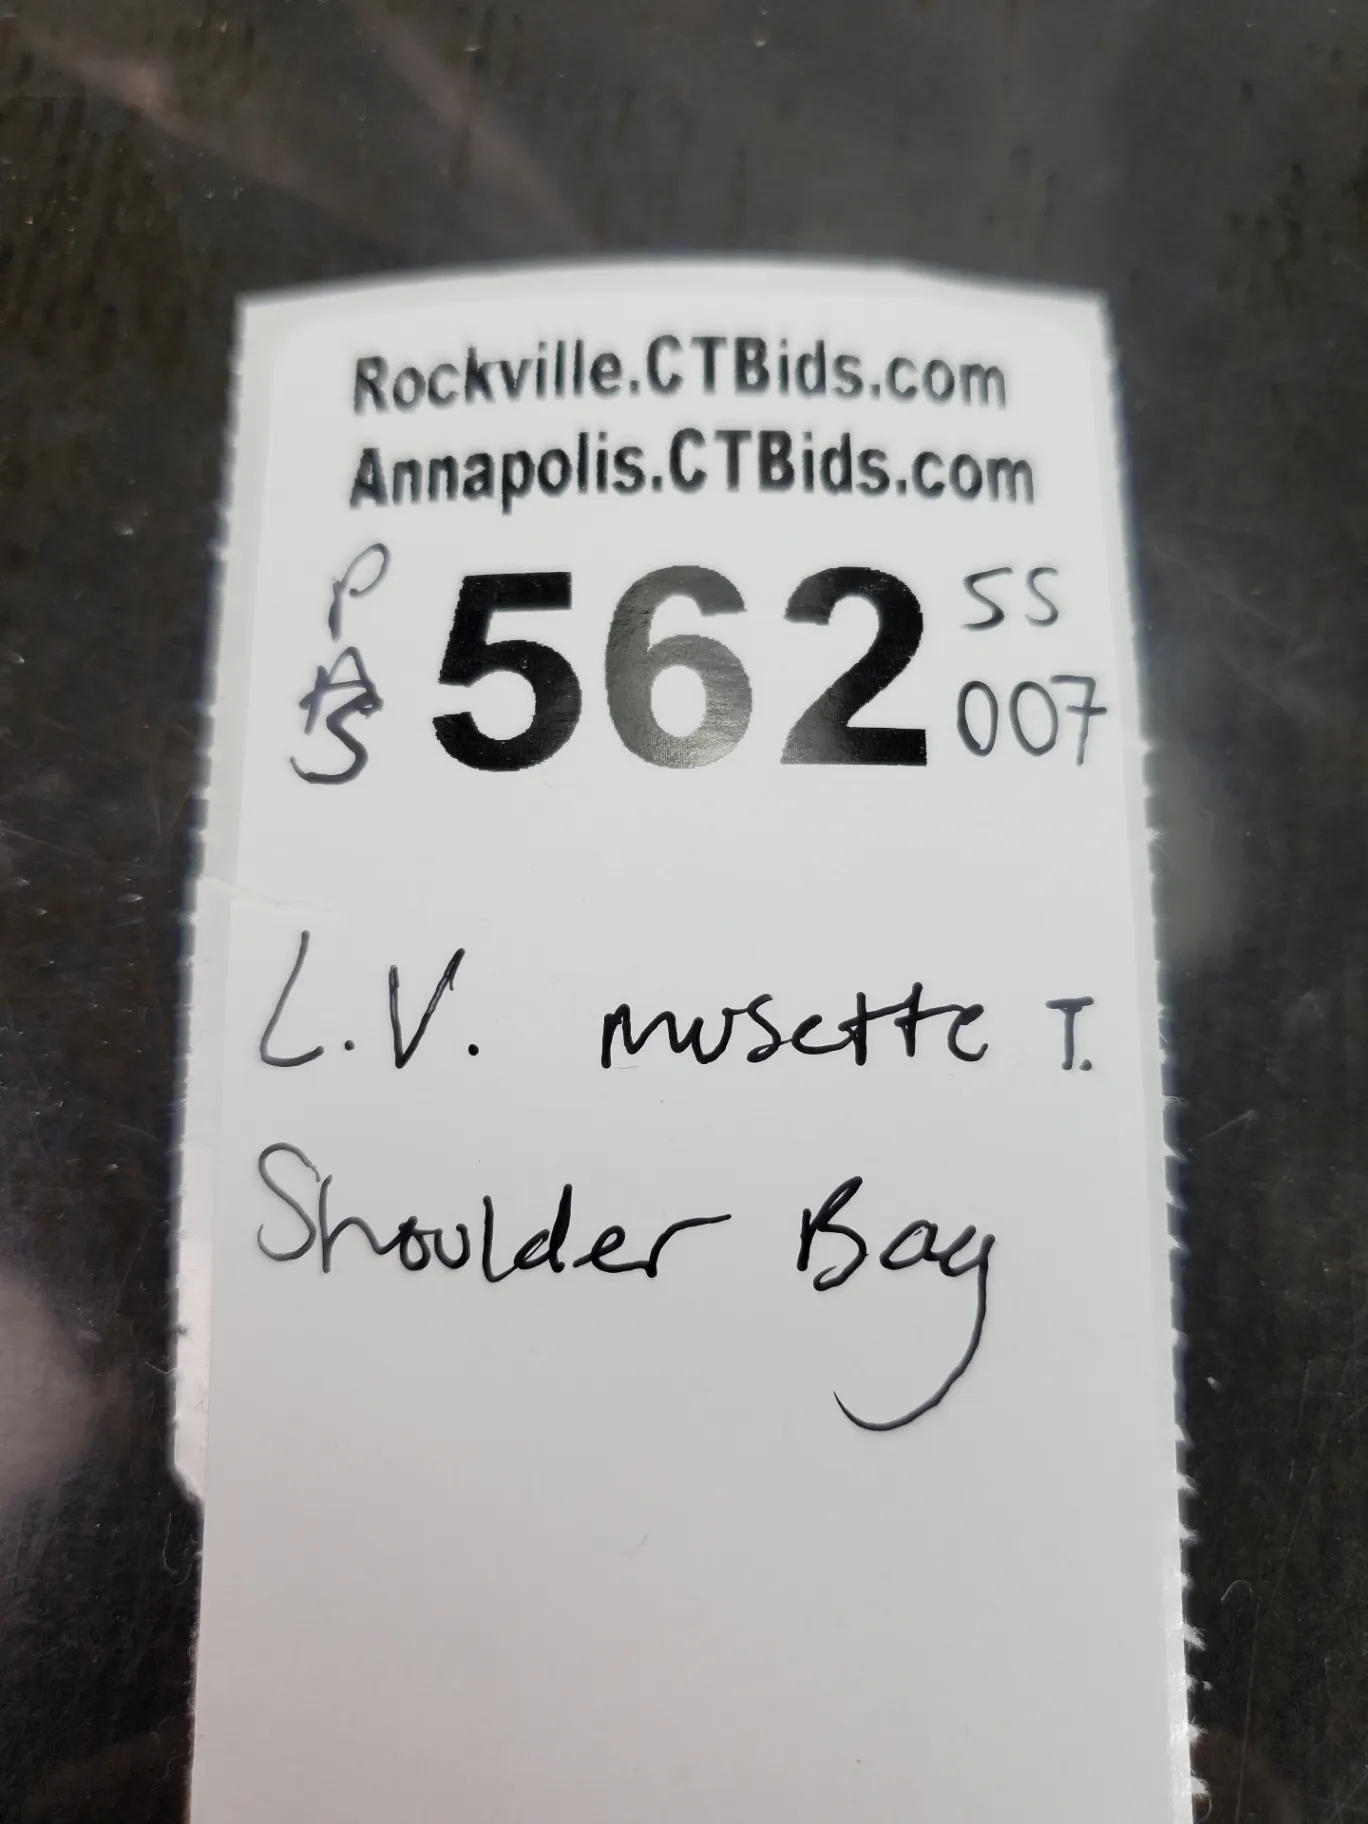 Rockville.CTBids.com
Annapolis.CTBids.com
P
A
S
562
SS
007
L.V. musette T.
Shoulder Bag